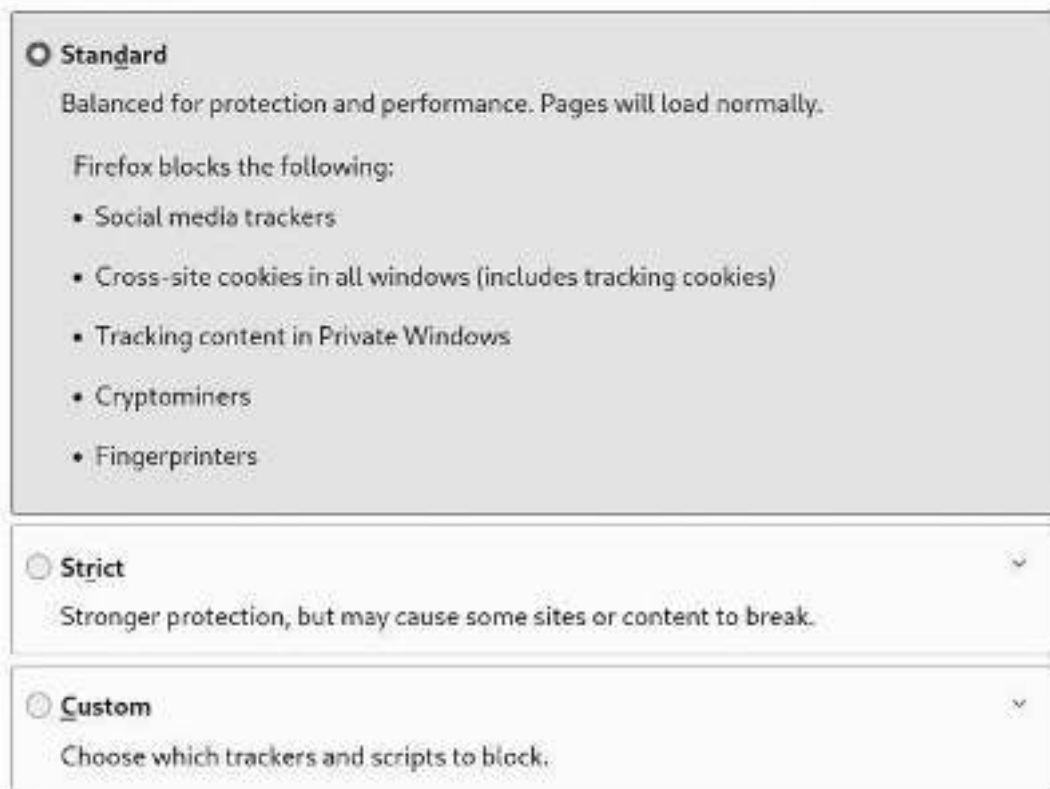 Standard
Balanced for protection and performance. Pages will load normally.
Firefox blocks the following:
• Social media trackers
• Cross-site cookies in all windows (includes tracking cookies)
• Tracking content in Private Windows
• Cryptominers
• Fingerprinters
Strict
Stronger protection, but may cause some sites or content to break.
Custom
Choose which trackers and scripts to block.